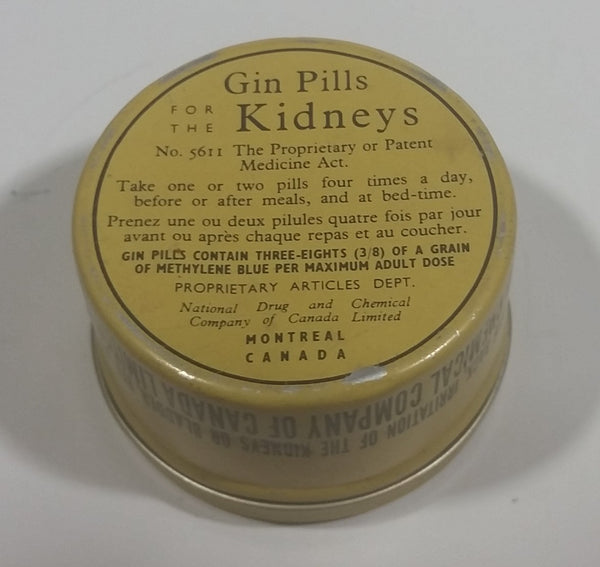 Gin Pills
FOR THE Kidneys
No. 5611 The Proprietary or Patent
Medicine Act.
Take one or two pills four times a day,
before or after meals, and at bed-time.
Prenez une ou deux pilules quatre fois par jour
avant ou après chaque repas et au coucher.
GIN PILLS CONTAIN THREE-EIGHTS (3/8) OF A GRAIN
OF METHYLENE BLUE PER MAXIMUM ADULT DOSE
PROPRIETARY ARTICLES DEPT.
National Drug and Chemical
Company of Canada Limited
MONTREAL
CANADA
IRRITATION OF THE KIDNEYS OR BLADDER
CHEMICAL COMPANY OF CANADA LIMITED